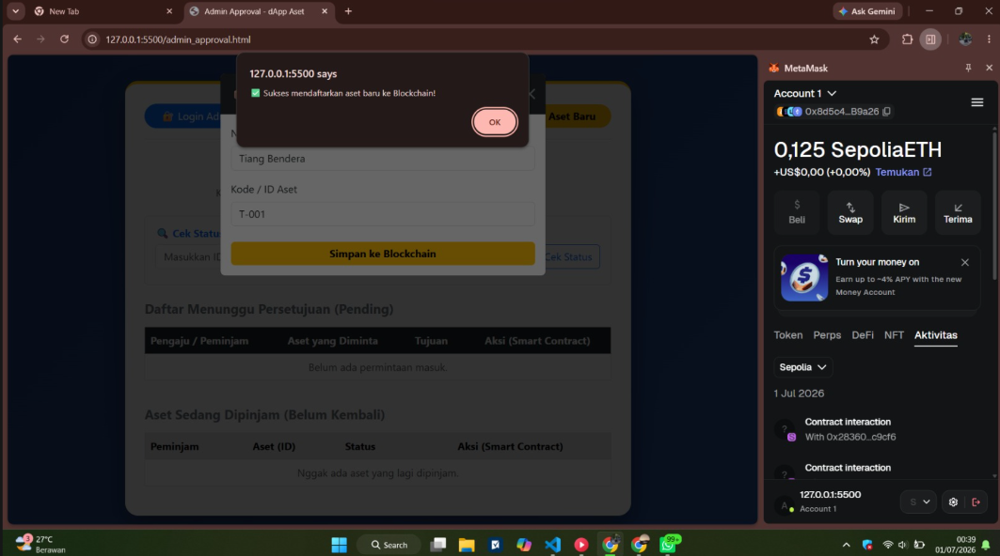 New Tab
Admin Approval - dApp Aset
Ask Gemini
127.0.0.1:5500/admin_approval.html
127.0.0.1:5500 says
✅ Sukses mendaftarkan aset baru ke Blockchain!
OK
Login Ad
Aset Baru
Tiang Bendera
Kode / ID Aset
T-001
Simpan ke Blockchain
Cek Status
Masukkan ID
Cek Status
Daftar Menunggu Persetujuan (Pending)
Pengaju / Peminjam Aset yang Diminta Tujuan Aksi (Smart Contract)
Belum ada permintaan masuk.
Aset Sedang Dipinjam (Belum Kembali)
Peminjam Aset (ID) Status Aksi (Smart Contract)
Nggak ada aset yang lagi dipinjam.
MetaMask
Account 1
0x8d5c4...B9a26
0,125 SepoliaETH
+US$0,00 (+0,00%) Temukan
Beli Swap Kirim Terima
Turn your money on
Earn up to ~4% APY with the new
Money Account
Token Perps DeFi NFT Aktivitas
Sepolia
1 Jul 2026
Contract interaction
With 0x28360...c9cf6
Contract interaction
127.0.0.1:5500
Account 1
A
S
3
27°C
Berawan
Search
99+
00:39
01/07/2026